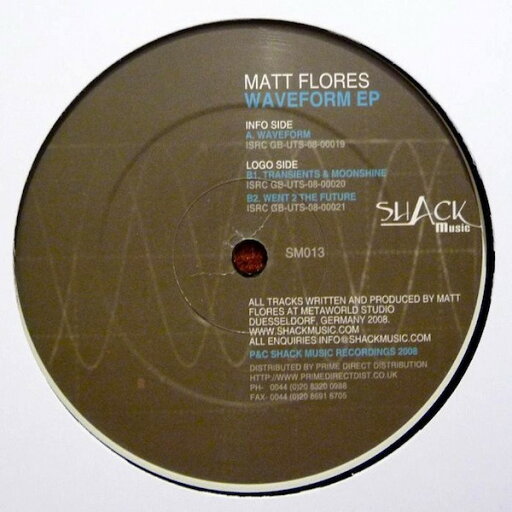 MATT FLORES
WAVEFORM EP
INFO SIDE
A. WAVEFORM
ISRC GB-UTS-08-00019
LOGO SIDE
B1. TRANSIENTS & MOONSHINE
ISRC GB-UTS-08-00020
B2. WENT 2 THE FUTURE
ISRC GB-UTS-08-00021
SHACK
Music
SM013
ALL TRACKS WRITTEN AND PRODUCED BY MATT
FLORES AT METAWORLD STUDIO
DUESSELDORF, GERMANY 2008.
WWW.SHACKMUSIC.COM
ALL ENQUIRIES INFO@SHACKMUSIC.COM
P&C SHACK MUSIC RECORDINGS 2008
DISTRIBUTED BY PRIME DIRECT DISTRIBUTION
HTTP://WWW.PRIMEDIRECTDIST.CO.UK
PH- 0044 (0)20 8320 0988
FAX- 0044 (0)20 8691 6705